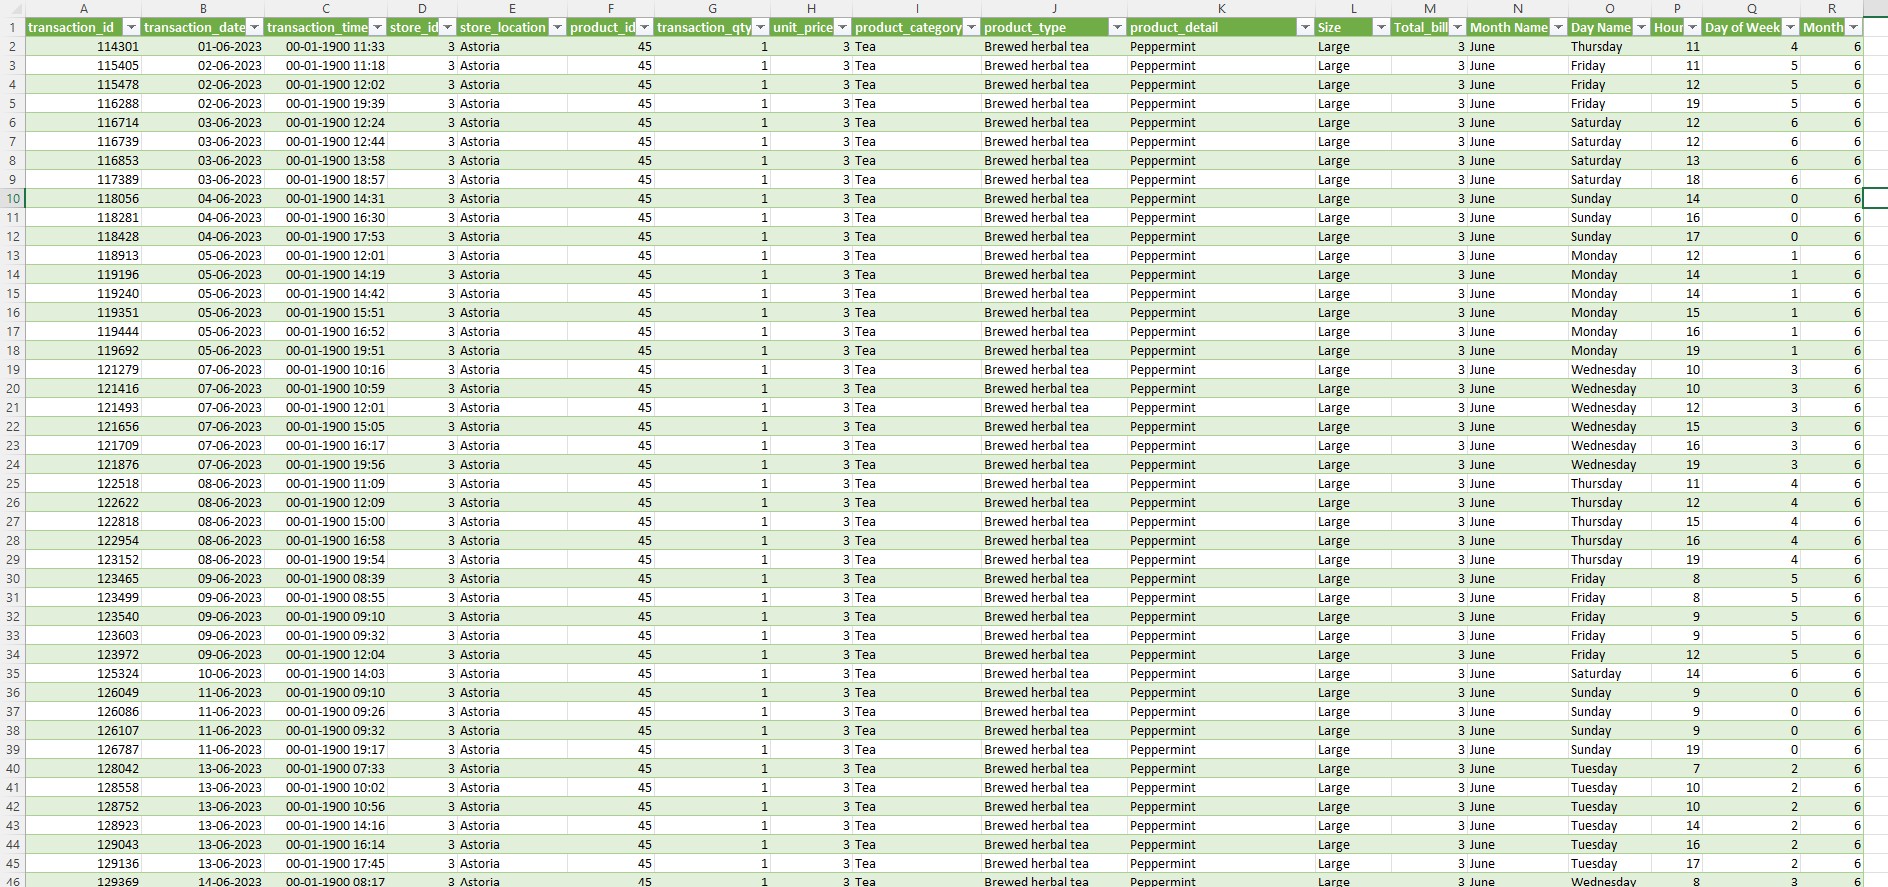 A B C D E F G H I J K L M N O P Q R
1 transaction_id transaction_date transaction_time store_id store_location product_id transaction_qty unit_price product_category product_type product_detail Size Total_bill Month Name Day Name Hour Day of Week Month
2 114301 01-06-2023 00-01-1900 11:33 3 Astoria 45 1 3 Tea Brewed herbal tea Peppermint Large 3 June Thursday 11 4 6
3 115405 02-06-2023 00-01-1900 11:18 3 Astoria 45 1 3 Tea Brewed herbal tea Peppermint Large 3 June Friday 11 5 6
4 115478 02-06-2023 00-01-1900 12:02 3 Astoria 45 1 3 Tea Brewed herbal tea Peppermint Large 3 June Friday 12 5 6
5 116288 02-06-2023 00-01-1900 19:39 3 Astoria 45 1 3 Tea Brewed herbal tea Peppermint Large 3 June Friday 19 5 6
6 116714 03-06-2023 00-01-1900 12:24 3 Astoria 45 1 3 Tea Brewed herbal tea Peppermint Large 3 June Saturday 12 6 6
7 116739 03-06-2023 00-01-1900 12:44 3 Astoria 45 1 3 Tea Brewed herbal tea Peppermint Large 3 June Saturday 12 6 6
8 116853 03-06-2023 00-01-1900 13:58 3 Astoria 45 1 3 Tea Brewed herbal tea Peppermint Large 3 June Saturday 13 6 6
9 117389 03-06-2023 00-01-1900 18:57 3 Astoria 45 1 3 Tea Brewed herbal tea Peppermint Large 3 June Saturday 18 6 6
10 118056 04-06-2023 00-01-1900 14:31 3 Astoria 45 1 3 Tea Brewed herbal tea Peppermint Large 3 June Sunday 14 0 6
11 118281 04-06-2023 00-01-1900 16:30 3 Astoria 45 1 3 Tea Brewed herbal tea Peppermint Large 3 June Sunday 16 0 6
12 118428 04-06-2023 00-01-1900 17:53 3 Astoria 45 1 3 Tea Brewed herbal tea Peppermint Large 3 June Sunday 17 0 6
13 118913 05-06-2023 00-01-1900 12:01 3 Astoria 45 1 3 Tea Brewed herbal tea Peppermint Large 3 June Monday 12 1 6
14 119196 05-06-2023 00-01-1900 14:19 3 Astoria 45 1 3 Tea Brewed herbal tea Peppermint Large 3 June Monday 14 1 6
15 119240 05-06-2023 00-01-1900 14:42 3 Astoria 45 1 3 Tea Brewed herbal tea Peppermint Large 3 June Monday 14 1 6
16 119351 05-06-2023 00-01-1900 15:51 3 Astoria 45 1 3 Tea Brewed herbal tea Peppermint Large 3 June Monday 15 1 6
17 119444 05-06-2023 00-01-1900 16:52 3 Astoria 45 1 3 Tea Brewed herbal tea Peppermint Large 3 June Monday 16 1 6
18 119692 05-06-2023 00-01-1900 19:51 3 Astoria 45 1 3 Tea Brewed herbal tea Peppermint Large 3 June Monday 19 1 6
19 121279 07-06-2023 00-01-1900 10:16 3 Astoria 45 1 3 Tea Brewed herbal tea Peppermint Large 3 June Wednesday 10 3 6
20 121416 07-06-2023 00-01-1900 10:59 3 Astoria 45 1 3 Tea Brewed herbal tea Peppermint Large 3 June Wednesday 10 3 6
21 121493 07-06-2023 00-01-1900 12:01 3 Astoria 45 1 3 Tea Brewed herbal tea Peppermint Large 3 June Wednesday 12 3 6
22 121656 07-06-2023 00-01-1900 15:05 3 Astoria 45 1 3 Tea Brewed herbal tea Peppermint Large 3 June Wednesday 15 3 6
23 121709 07-06-2023 00-01-1900 16:17 3 Astoria 45 1 3 Tea Brewed herbal tea Peppermint Large 3 June Wednesday 16 3 6
24 121876 07-06-2023 00-01-1900 19:56 3 Astoria 45 1 3 Tea Brewed herbal tea Peppermint Large 3 June Wednesday 19 3 6
25 122518 08-06-2023 00-01-1900 11:09 3 Astoria 45 1 3 Tea Brewed herbal tea Peppermint Large 3 June Thursday 11 4 6
26 122622 08-06-2023 00-01-1900 12:09 3 Astoria 45 1 3 Tea Brewed herbal tea Peppermint Large 3 June Thursday 12 4 6
27 122818 08-06-2023 00-01-1900 15:00 3 Astoria 45 1 3 Tea Brewed herbal tea Peppermint Large 3 June Thursday 15 4 6
28 122954 08-06-2023 00-01-1900 16:58 3 Astoria 45 1 3 Tea Brewed herbal tea Peppermint Large 3 June Thursday 16 4 6
29 123152 08-06-2023 00-01-1900 19:54 3 Astoria 45 1 3 Tea Brewed herbal tea Peppermint Large 3 June Thursday 19 4 6
30 123465 09-06-2023 00-01-1900 08:39 3 Astoria 45 1 3 Tea Brewed herbal tea Peppermint Large 3 June Friday 8 5 6
31 123499 09-06-2023 00-01-1900 08:55 3 Astoria 45 1 3 Tea Brewed herbal tea Peppermint Large 3 June Friday 8 5 6
32 123540 09-06-2023 00-01-1900 09:10 3 Astoria 45 1 3 Tea Brewed herbal tea Peppermint Large 3 June Friday 9 5 6
33 123603 09-06-2023 00-01-1900 09:32 3 Astoria 45 1 3 Tea Brewed herbal tea Peppermint Large 3 June Friday 9 5 6
34 123972 09-06-2023 00-01-1900 12:04 3 Astoria 45 1 3 Tea Brewed herbal tea Peppermint Large 3 June Friday 12 5 6
35 125324 10-06-2023 00-01-1900 14:03 3 Astoria 45 1 3 Tea Brewed herbal tea Peppermint Large 3 June Saturday 14 6 6
36 126049 11-06-2023 00-01-1900 09:10 3 Astoria 45 1 3 Tea Brewed herbal tea Peppermint Large 3 June Sunday 9 0 6
37 126086 11-06-2023 00-01-1900 09:26 3 Astoria 45 1 3 Tea Brewed herbal tea Peppermint Large 3 June Sunday 9 0 6
38 126107 11-06-2023 00-01-1900 09:32 3 Astoria 45 1 3 Tea Brewed herbal tea Peppermint Large 3 June Sunday 9 0 6
39 126787 11-06-2023 00-01-1900 19:17 3 Astoria 45 1 3 Tea Brewed herbal tea Peppermint Large 3 June Sunday 19 0 6
40 128042 13-06-2023 00-01-1900 07:33 3 Astoria 45 1 3 Tea Brewed herbal tea Peppermint Large 3 June Tuesday 7 2 6
41 128558 13-06-2023 00-01-1900 10:02 3 Astoria 45 1 3 Tea Brewed herbal tea Peppermint Large 3 June Tuesday 10 2 6
42 128752 13-06-2023 00-01-1900 10:56 3 Astoria 45 1 3 Tea Brewed herbal tea Peppermint Large 3 June Tuesday 10 2 6
43 128923 13-06-2023 00-01-1900 14:16 3 Astoria 45 1 3 Tea Brewed herbal tea Peppermint Large 3 June Tuesday 14 2 6
44 129043 13-06-2023 00-01-1900 16:14 3 Astoria 45 1 3 Tea Brewed herbal tea Peppermint Large 3 June Tuesday 16 2 6
45 129136 13-06-2023 00-01-1900 17:45 3 Astoria 45 1 3 Tea Brewed herbal tea Peppermint Large 3 June Tuesday 17 2 6
46 129369 14-06-2023 00-01-1900 08:17 3 Astoria 45 1 3 Tea Brewed herbal tea Peppermint Large 3 June Wednesday 8 3 6